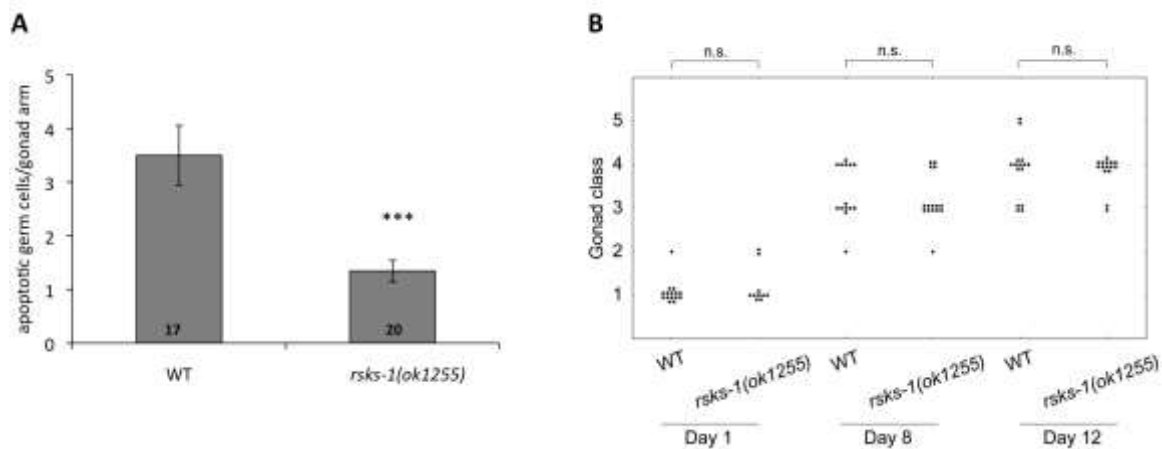 A
apoptotic germ cells/gonad arm
5
4
3
2
1
0
***
17
20
WT
rsks-1(ok1255)
B
n.s.
n.s.
n.s.
Gonad class
5
4
3
2
1
WT
rsks-1(ok1255)
WT
rsks-1(ok1255)
WT
rsks-1(ok1255)
Day 1
Day 8
Day 12